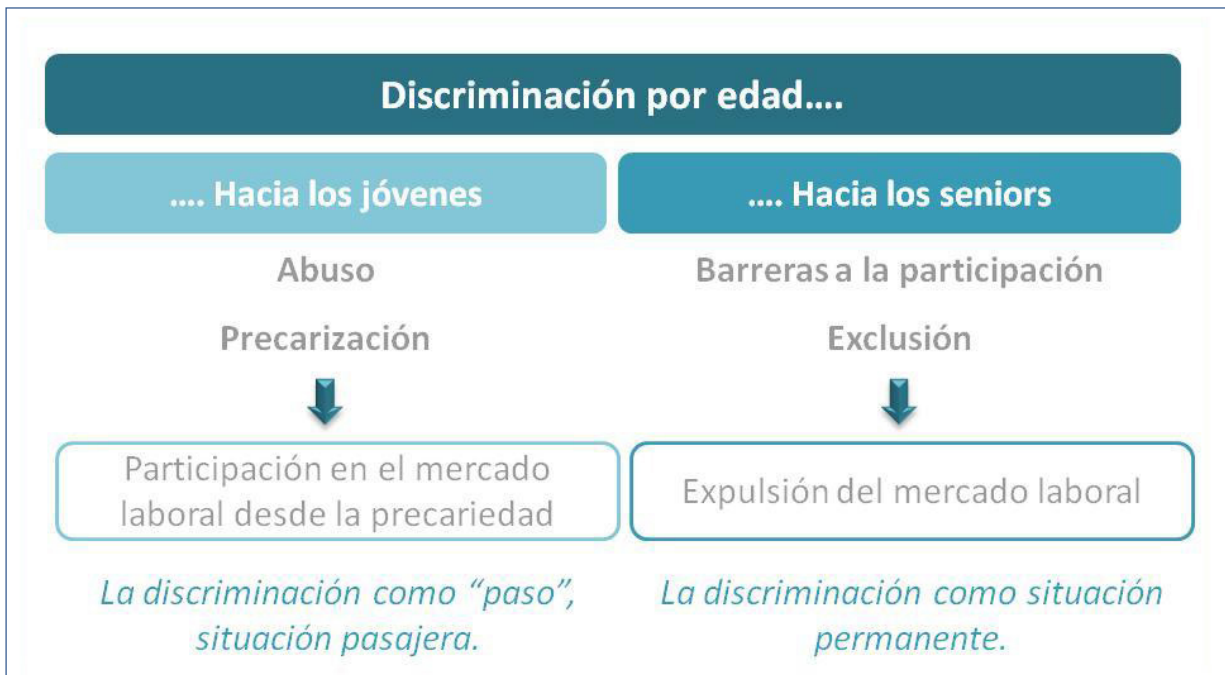 Discriminación por edad....
.... Hacia los jóvenes
.... Hacia los seniors
Abuso
Barreras a la participación
Precarización
Exclusión
Participación en el mercado
laboral desde la precariedad
Expulsión del mercado laboral
La discriminación como “paso”,
situación pasajera.
La discriminación como situación
permanente.